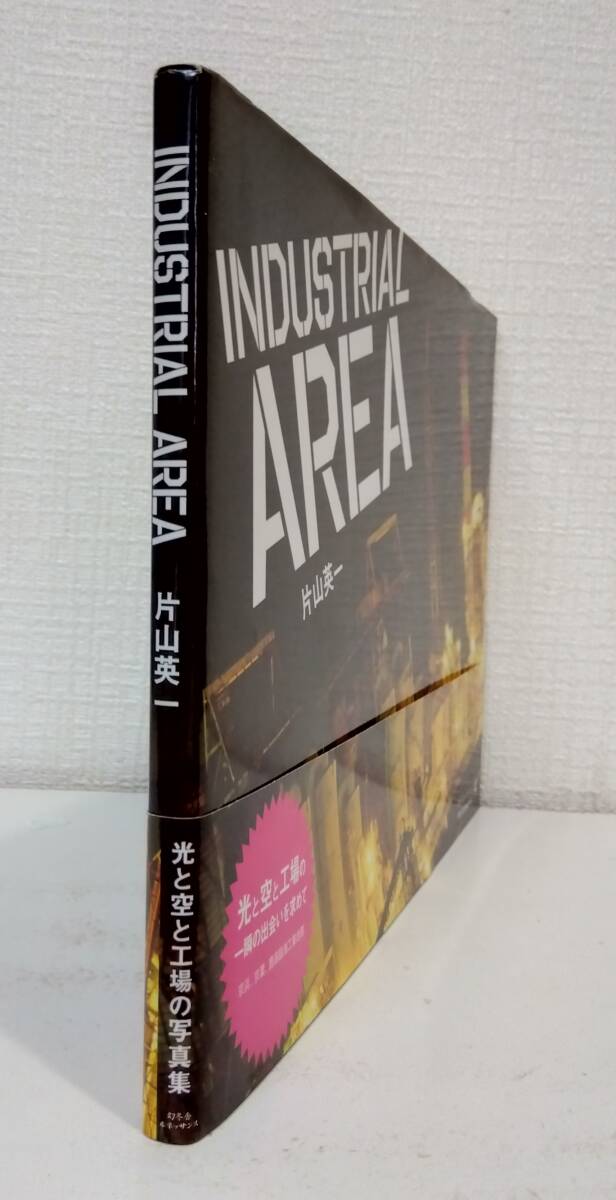 INDUSTRIAL AREA
片山英一
光と空と工場の写真集
幻冬舎
ルネッサンス
INDUSTRIAL
AREA
片山英一
光と空と工場の
一瞬の出会いを求めて